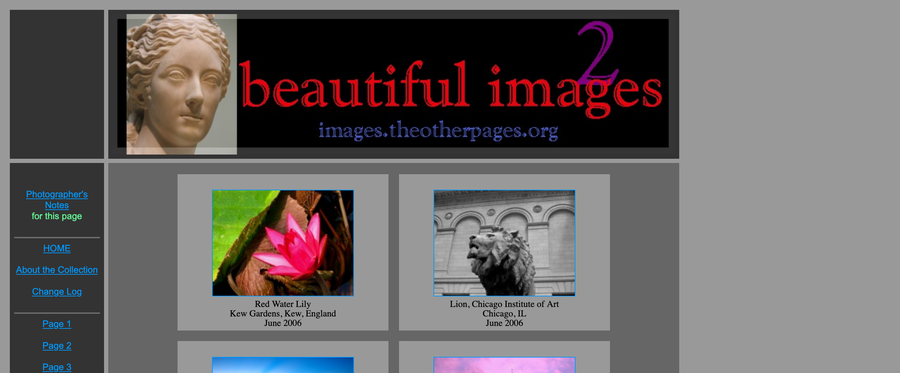 2
beautiful images
images.theotherpages.org
Photographer's
Notes
for this page
HOME
About the Collection
Change Log
Page 1
Page 2
Page 3
Red Water Lily
Kew Gardens, Kew, England
June 2006
Lion, Chicago Institute of Art
Chicago, IL
June 2006